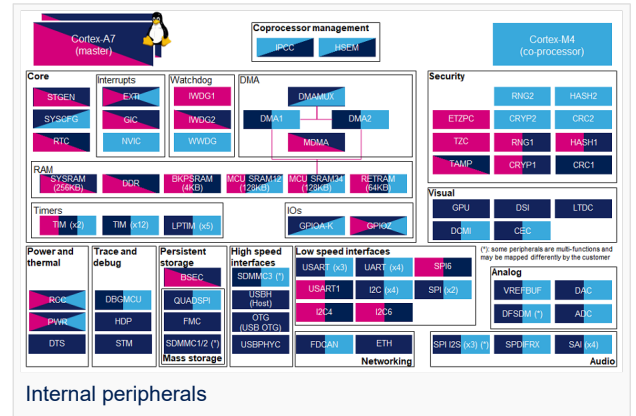 Cortex-A7
(master)
Coprocessor management
IPCC
HSEM
Cortex-M4
(co-processor)
Core
STGEN
SYSCFG
RTC
Interrupts
EXTI
GIC
NVIC
Watchdog
IWDG1
IWDG2
WWDG
DMA
DMAMUX
DMA1
DMA2
MDMA
Security
RNG2
HASH2
ETZPC
CRYP2
CRC2
TZC
RNG1
HASH1
TAMP
CRYP1
CRC1
RAM
SYSRAM
(256KB)
DDR
BKPSRAM
(4KB)
MCU SRAM12
(128KB)
MCU SRAM34
(128KB)
RETRAM
(64KB)
Visual
GPU
DSI
LTDC
DCMI
CEC
Timers
TIM (x2)
TIM (x12)
LPTIM (x5)
IOs
GPIOA-K
GPIOZ
(*): some peripherals are multi-functions and
may be mapped differently by the customer
Power and
thermal
RCC
PWR
DTS
Trace and
debug
DBGMCU
HDP
STM
Persistent
storage
BSEC
QUADSPI
FMC
SDMMC1/2 (*)
Mass storage
High speed
interfaces
SDMMC3 (*)
USBH
(Host)
OTG
(USB OTG)
USBPHYC
Low speed interfaces
USART (x3)
UART (x4)
SPI6
USART1
I2C (x4)
SPI (x2)
I2C4
I2C6
FDCAN
ETH
Networking
Analog
VREFBUF
DAC
DFSDM (*)
ADC
SPI I2S (x3) (*)
SPDIFRX
SAI (x4)
Audio
Internal peripherals